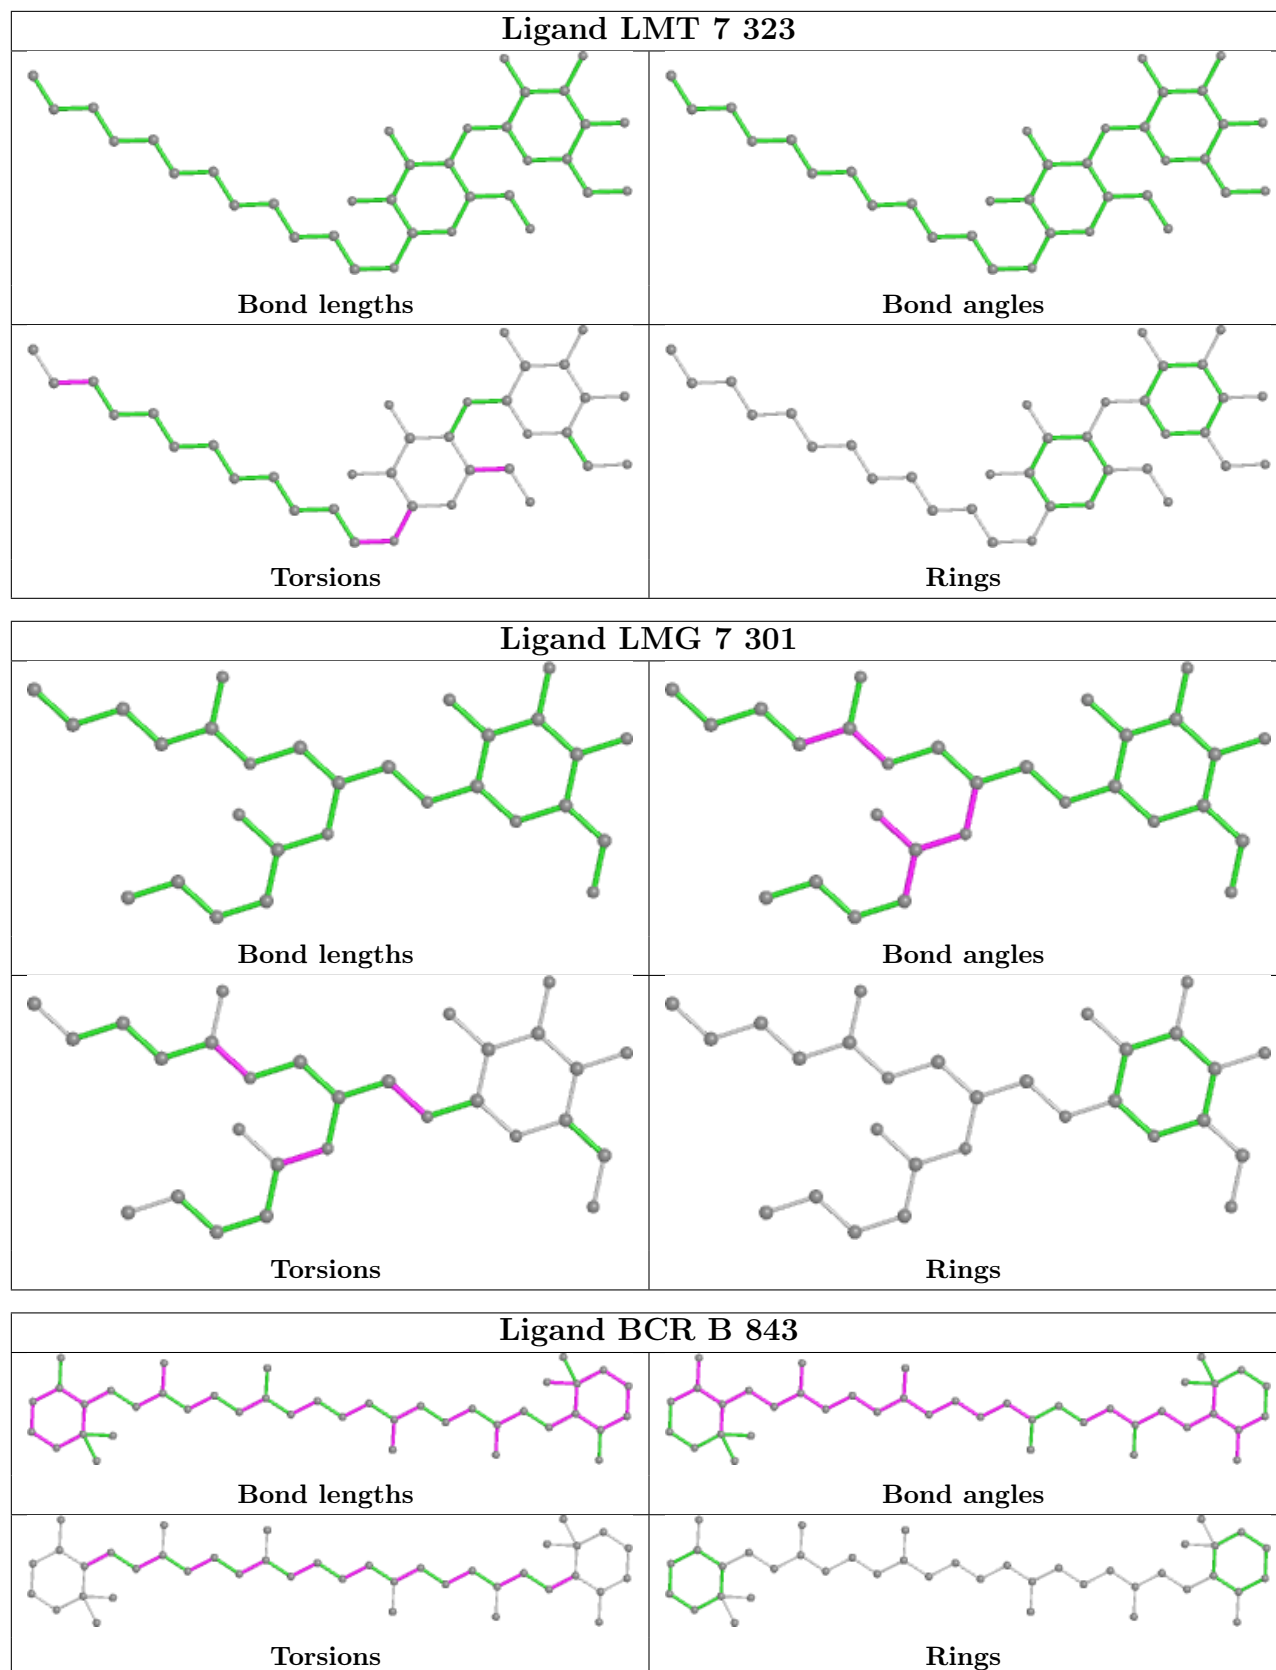 Ligand LMT 7 323
Bond lengths
Bond angles
Torsions
Rings
Ligand LMG 7 301
Bond lengths
Bond angles
Torsions
Rings
Ligand BCR B 843
Bond lengths
Bond angles
Torsions
Rings